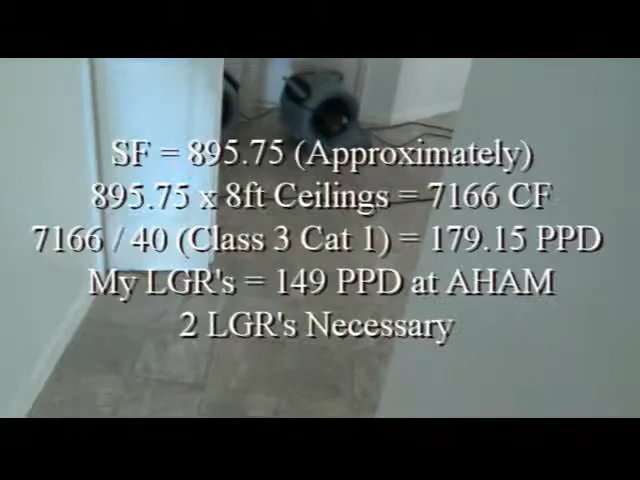 SF = 895.75 (Approximately)
895.75 x 8ft Ceilings = 7166 CF
7166 / 40 (Class 3 Cat 1) = 179.15 PPD
My LGR's = 149 PPD at AHAM
2 LGR's Necessary